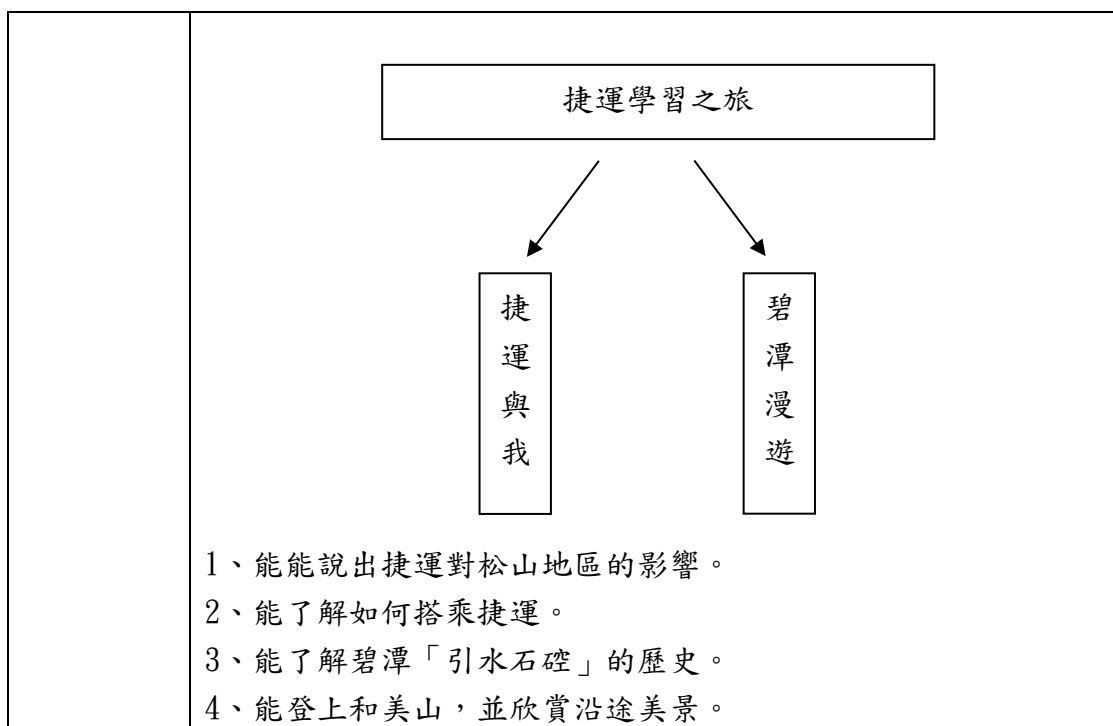 捷運學習之旅
捷運與我
碧潭漫遊
1、能能說出捷運對松山地區的影響。
2、能了解如何搭乘捷運。
3、能了解碧潭「引水石硿」的歷史。
4、能登上和美山，並欣賞沿途美景。